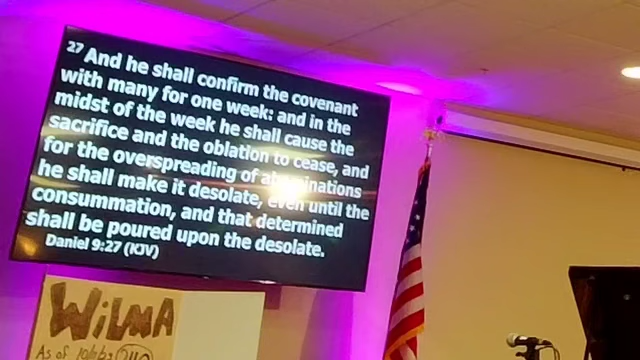 27 And he shall confirm the covenant
with many for one week: and in the
midst of the week he shall cause the
sacrifice and the oblation to cease, and
for the overspreading of abominations
he shall make it desolate, even until the
consummation, and that determined
shall be poured upon the desolate.
Daniel 9:27 (KJV)
WiLMA
As of